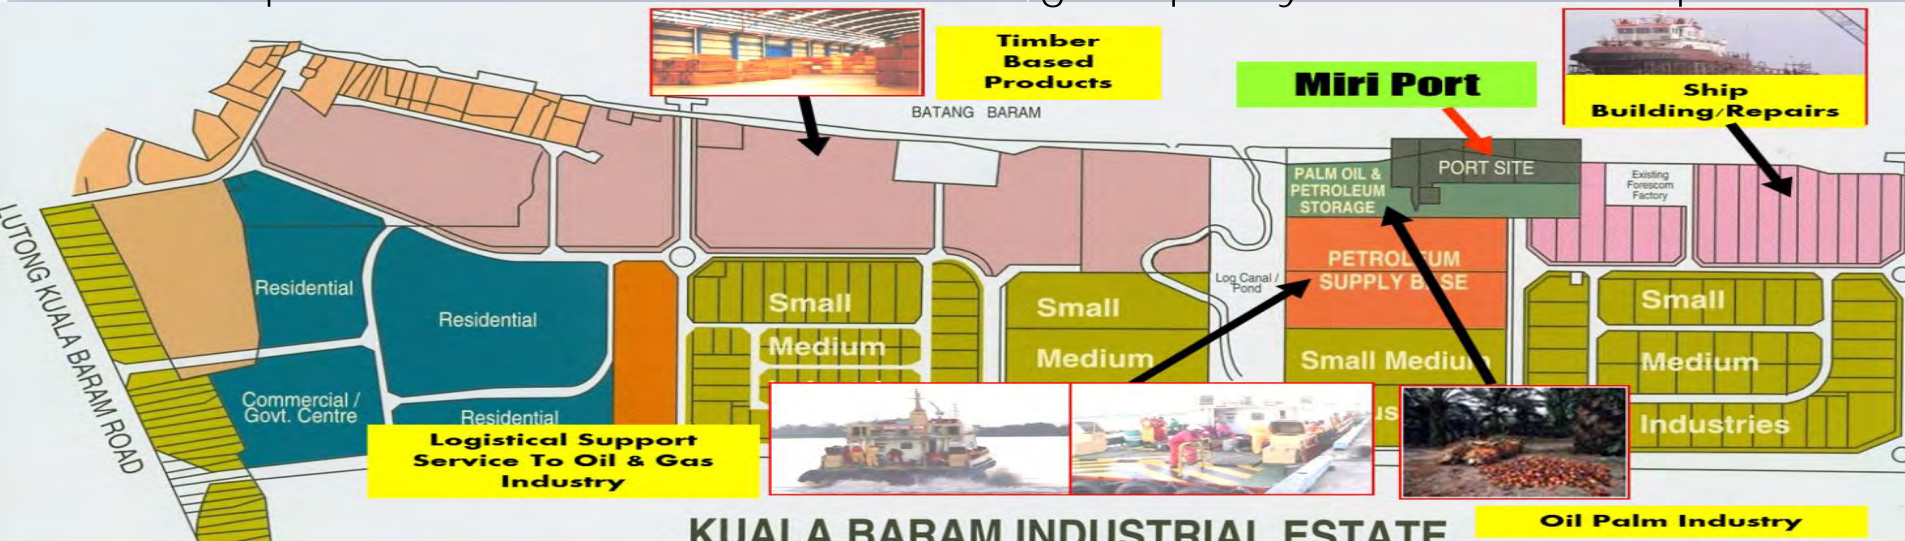 Timber
Based
Products
BATANG BARAM
Miri Port
Ship
Building/Repairs
PORT SITE
PALM OIL &
PETROLEUM
STORAGE
Existing
Forescom
Factory
LUTONG KUALA BARAM ROAD
Residential
Residential
Residential
Commercial /
Govt. Centre
Small
Medium
Small
Medium
Log Canal /
Pond
PETROLEUM
SUPPLY BASE
Small Medium
Small
Medium
Industries
Logistical Support
Service To Oil & Gas
Industry
KUALA BARAM INDUSTRIAL ESTATE
Oil Palm Industry